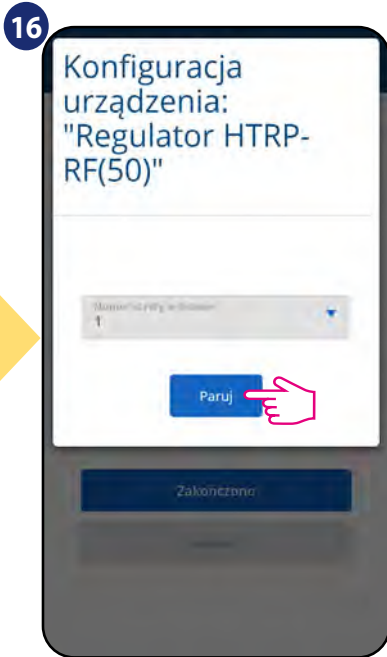 16
Konfiguracja
urządzenia:
"Regulator HTRP-
RF(50)"
1
Paruj
Zakończono